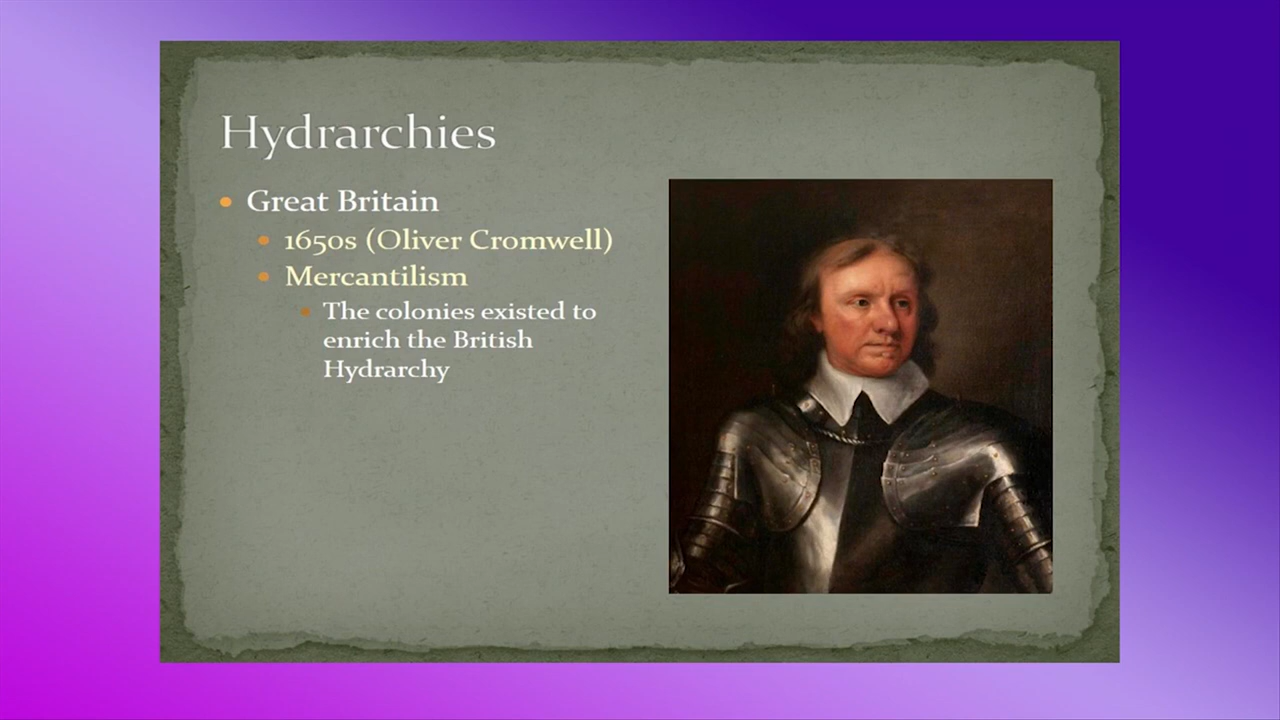 Hydrarchies
Great Britain
1650s (Oliver Cromwell)
Mercantilism
The colonies existed to
enrich the British
Hydrarchy